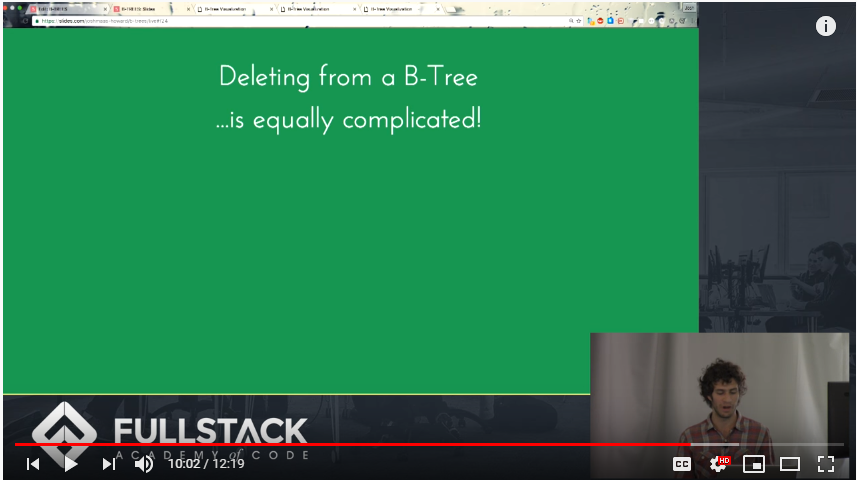 B-Tree Visualization
B-Tree Visualization
B-Tree Visualization
Deleting from a B-Tree
...is equally complicated!
FULLSTACK
ACADEMY of CODE
10:02 / 12:19
CC
HD